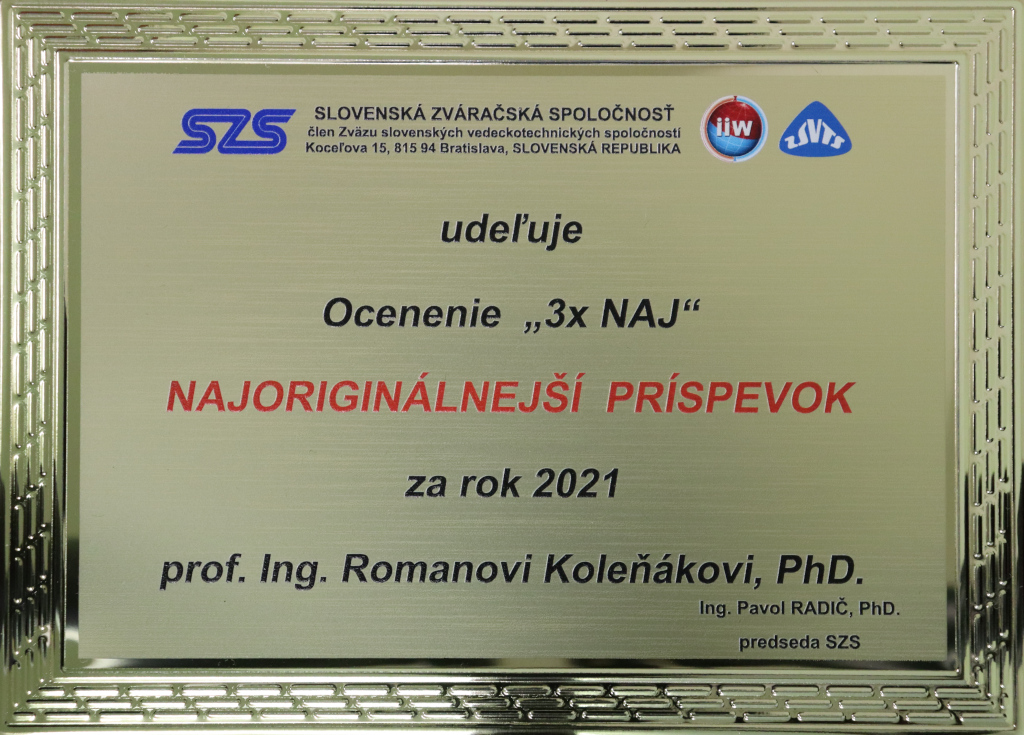 SZS
SLOVENSKÁ ZVÁRAČSKÁ SPOLOČNOSŤ
člen Zväzu slovenských vedeckotechnických spoločností
Koceľova 15, 815 94 Bratislava, SLOVENSKÁ REPUBLIKA
iiw
ZSVTS
udeľuje
Ocenenie „3x NAJ“
NAJORIGINÁLNEJŠÍ PRÍSPEVOK
za rok 2021
prof. Ing. Romanovi Koleňákovi, PhD.
Ing. Pavol RADIČ, PhD.
predseda SZS